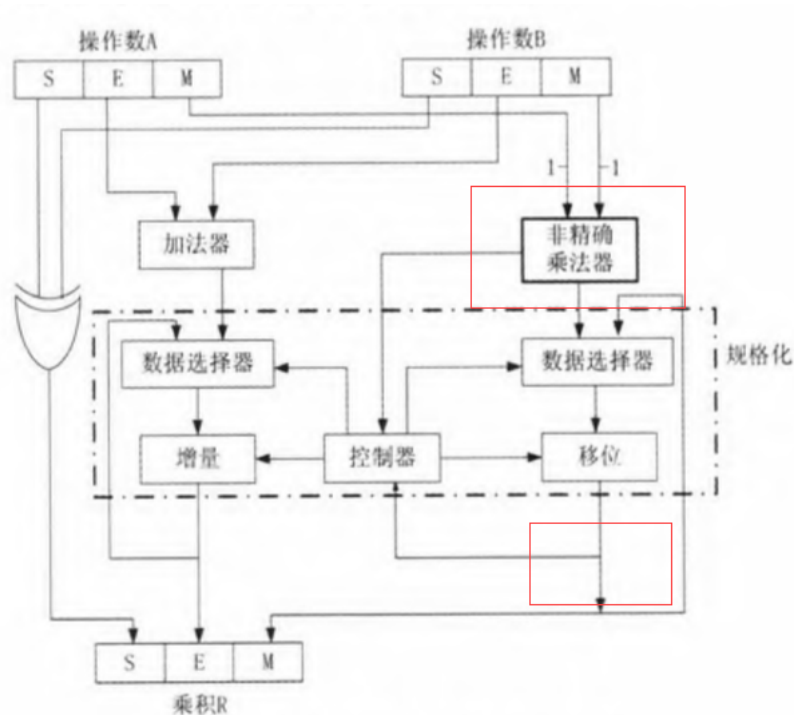 操作数A
操作数B
S E M
S E M
1
1
加法器
非精确
乘法器
数据选择器
数据选择器
规格化
增量
控制器
移位
S E M
乘积R